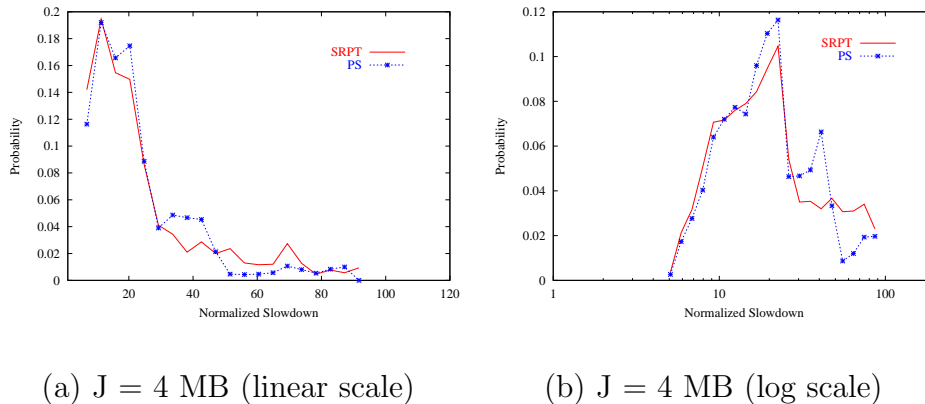 0.2
0.18
0.16
0.14
0.12
0.1
0.08
0.06
0.04
0.02
0
Probability
SRPT
PS
20 40 60 80 100 120
Normalized Slowdown
0.12
0.1
0.08
0.06
0.04
0.02
0
Probability
SRPT
PS
1 10 100
Normalized Slowdown
(a) J = 4 MB (linear scale)
(b) J = 4 MB (log scale)